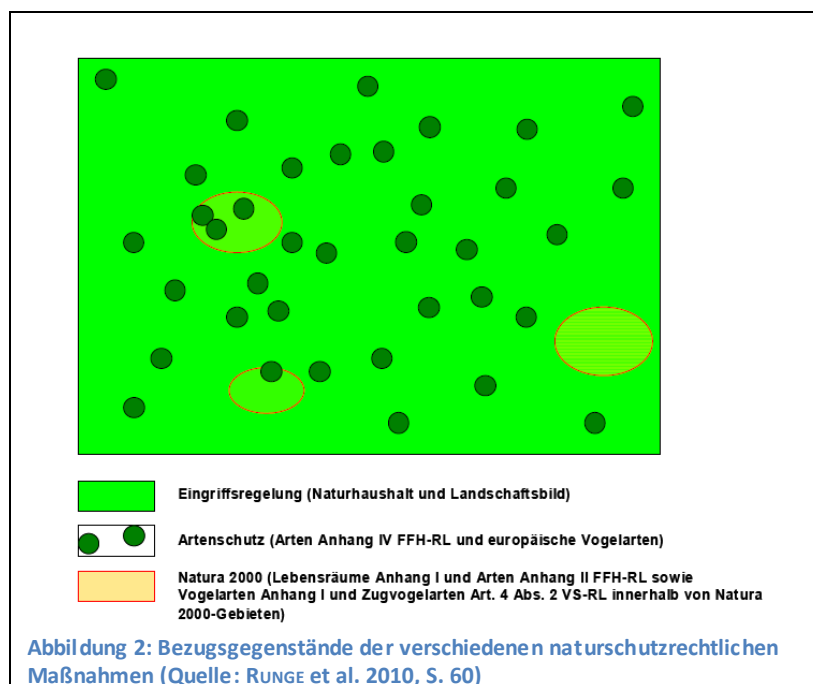 Eingriffsregelung (Naturhaushalt und Landschaftsbild)
Artenschutz (Arten Anhang IV FFH-RL und europäische Vogelarten)
Natura 2000 (Lebensräume Anhang I und Arten Anhang II FFH-RL sowie
Vogelarten Anhang I und Zugvogelarten Art. 4 Abs. 2 VS-RL innerhalb von Natura
2000-Gebieten)
Abbildung 2: Bezugsgegenstände der verschiedenen naturschutzrechtlichen
Maßnahmen (Quelle: RUNGE et al. 2010, S. 60)